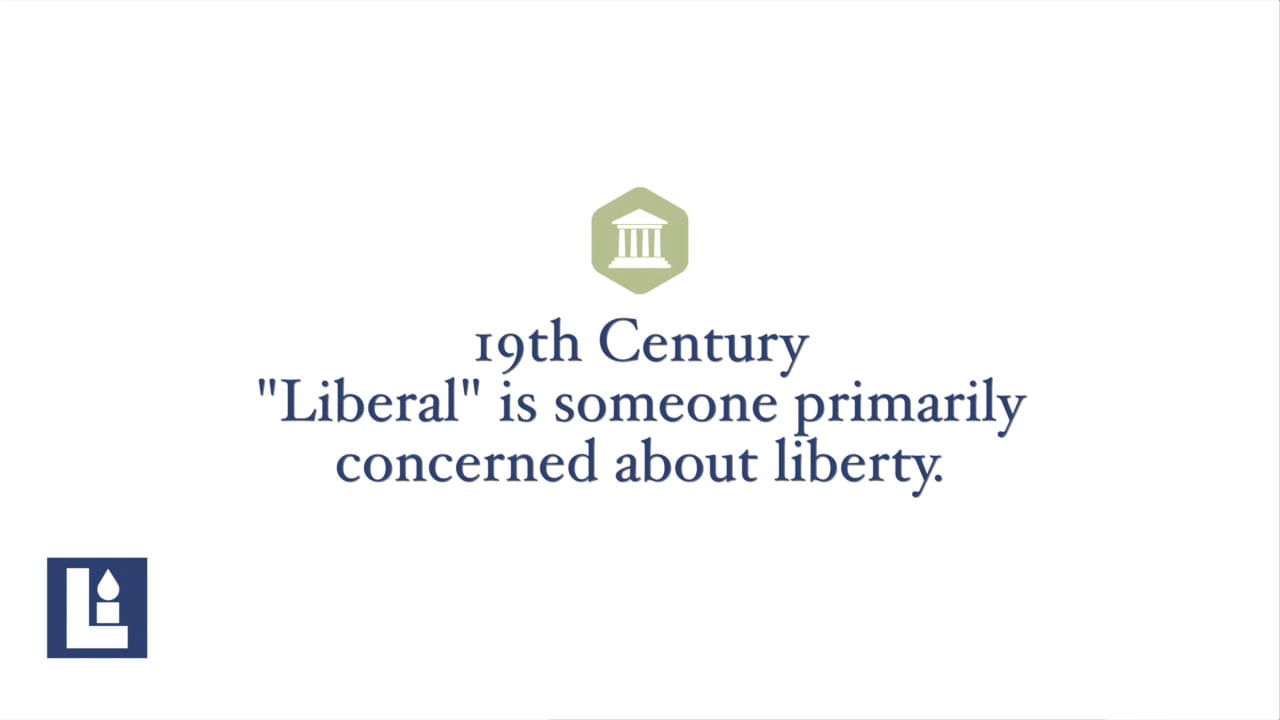 19th Century
"Liberal" is someone primarily
concerned about liberty.